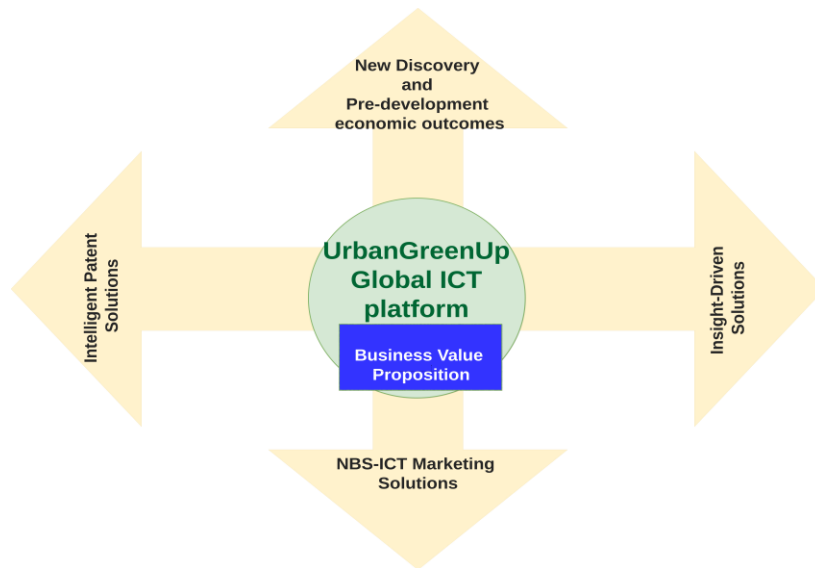 New Discovery
and
Pre-development
economic outcomes
Intelligent Patent
Solutions
UrbanGreenUp
Global ICT
platform
Business Value
Proposition
Insight-Driven
Solutions
NBS-ICT Marketing
Solutions